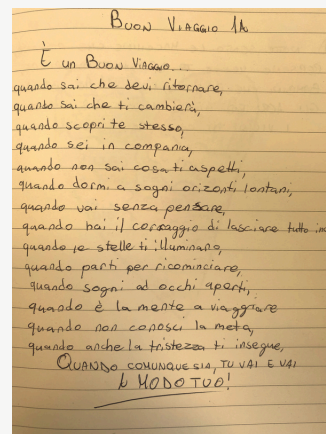 BUON VIAGGIO 1A
È UN BUON VIAGGIO...
quando sai che devi ritornare,
quando sai che ti cambierà,
quando scopri te stesso,
quando sei in compania,
quando non sai cosa ti aspetti,
quando dormi a sogni orizonti lontani,
quando vai senza pensare,
quando hai il corraggio di lasciare tutto
quando le stelle ti illuminano,
quando parti per ricominciare,
quando sogni ad occhi aperti,
quando è la mente a viaggiare
quando non conosci la meta,
quando anche la tristezza ti insegue,
QUANDO COMUNQUE SIA, TU VAI E VAI
A MODO TUO!